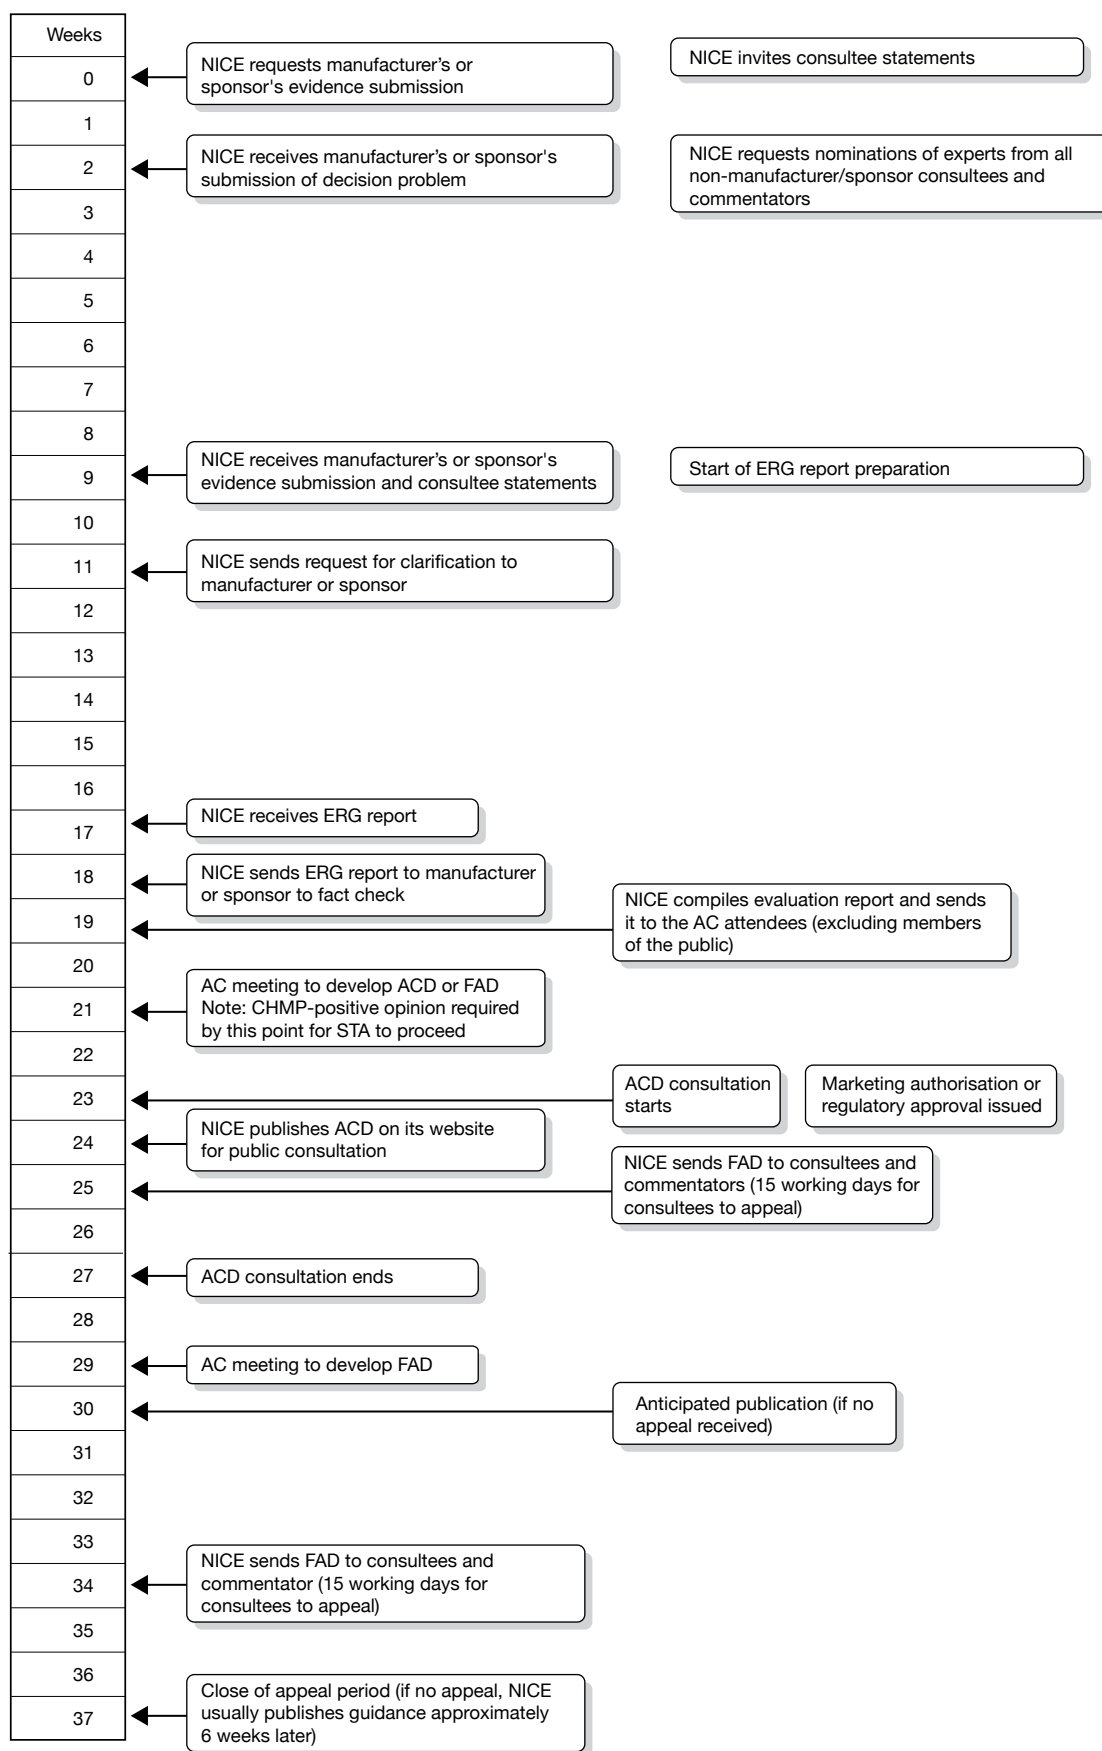 Weeks
0
NICE requests manufacturer’s or
sponsor's evidence submission
NICE invites consultee statements
1
2
NICE receives manufacturer’s or sponsor's
submission of decision problem
NICE requests nominations of experts from all
non-manufacturer/sponsor consultees and
commentators
3
4
5
6
7
8
9
NICE receives manufacturer’s or sponsor's
evidence submission and consultee statements
Start of ERG report preparation
10
11
NICE sends request for clarification to
manufacturer or sponsor
12
13
14
15
16
17
NICE receives ERG report
18
NICE sends ERG report to manufacturer
or sponsor to fact check
19
NICE compiles evaluation report and sends
it to the AC attendees (excluding members
of the public)
20
21
AC meeting to develop ACD or FAD
Note: CHMP-positive opinion required
by this point for STA to proceed
22
23
ACD consultation
starts
Marketing authorisation or
regulatory approval issued
24
NICE publishes ACD on its website
for public consultation
25
NICE sends FAD to consultees and
commentators (15 working days for
consultees to appeal)
26
27
ACD consultation ends
28
29
AC meeting to develop FAD
30
Anticipated publication (if no
appeal received)
31
32
33
34
NICE sends FAD to consultees and
commentator (15 working days for
consultees to appeal)
35
36
37
Close of appeal period (if no appeal, NICE
usually publishes guidance approximately
6 weeks later)